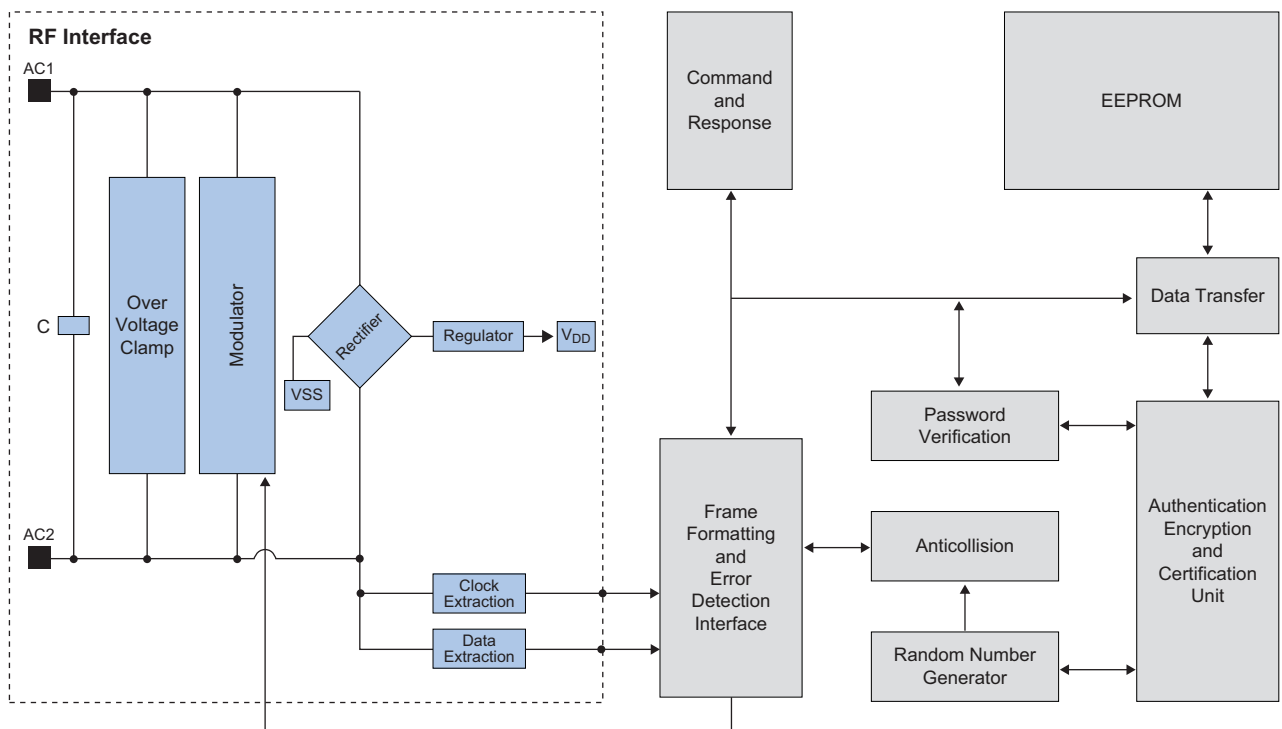 RF Interface
AC1
C
Over
Voltage
Clamp
Modulator
Rectifier
VSS
Regulator
VDD
AC2
Clock
Extraction
Data
Extraction
Command
and
Response
EEPROM
Data Transfer
Password
Verification
Frame
Formatting
and
Error
Detection
Interface
Anticollision
Random Number
Generator
Authentication
Encryption
and
Certification
Unit